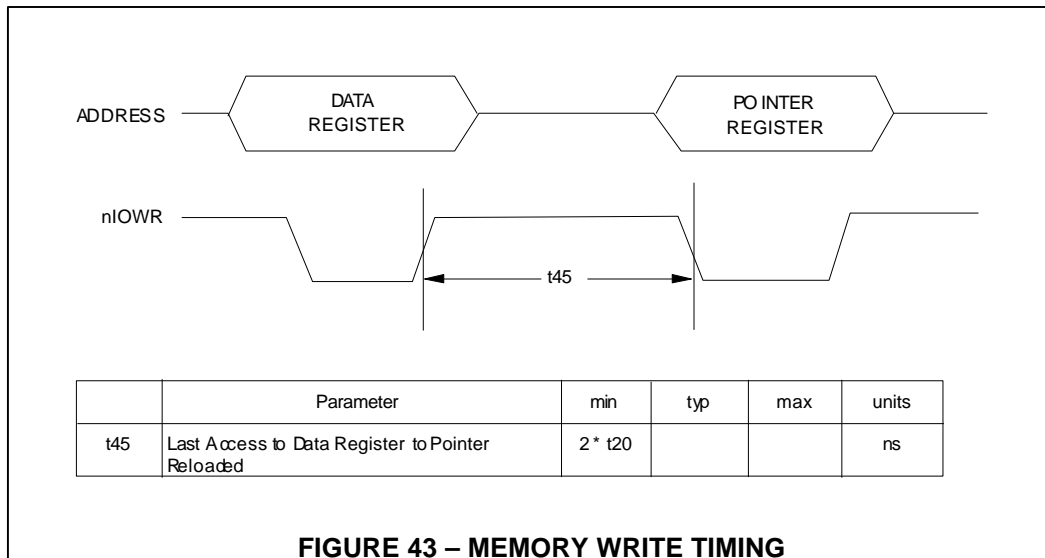 DATA
REGISTER
POINTER
REGISTER
ADDRESS
nIOWR
t45
Parameter min typ max units
t45 Last Access to Data Register to Pointer Reloaded 2 * t20 ns
FIGURE 43 – MEMORY WRITE TIMING